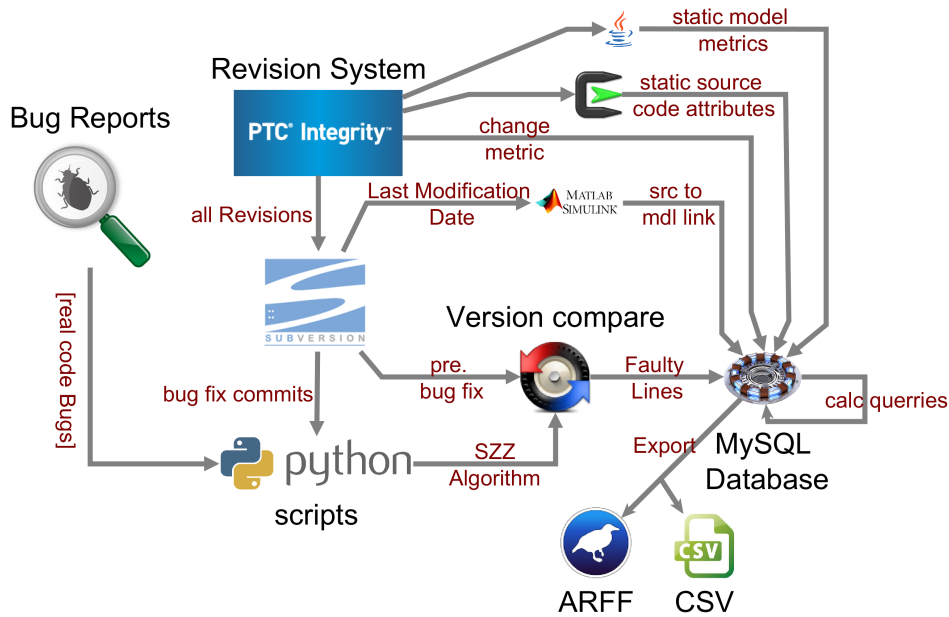 static model
metrics
Revision System
static source
code attributes
Bug Reports
PTC® Integrity™
change
metric
Last Modification
Date
MATLAB
SIMULINK
src to
mdl link
all Revisions
SUBVERSION
[real code Bugs]
Version compare
pre.
bug fix
Faulty
Lines
bug fix commits
calc querries
python
scripts
SZZ
Algorithm
Export
MySQL
Database
CSV
ARFF
CSV